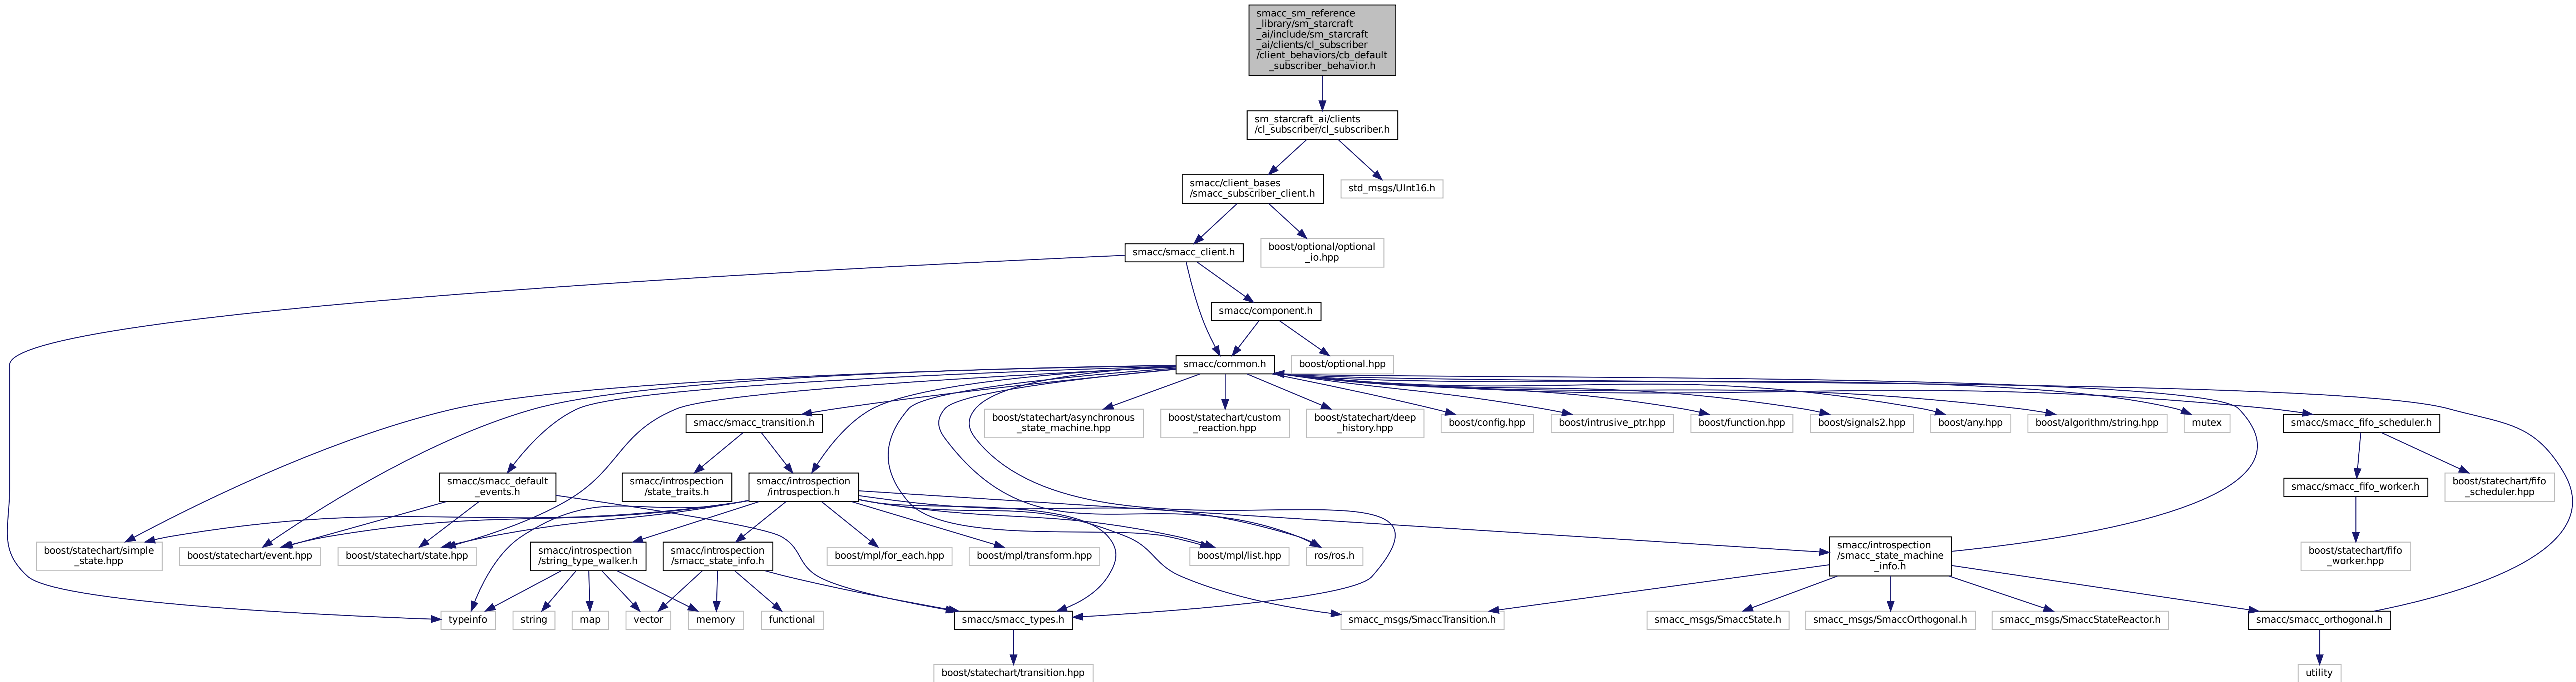 smacc_sm_reference
_library/sm_starcraft
_ai/include/sm_starcraft
_ai/clients/cl_subscriber
/client_behaviors/cb_default
_subscriber_behavior.h
sm_starcraft_ai/clients
/cl_subscriber/cl_subscriber.h
smacc/client_bases
/smacc_subscriber_client.h
std_msgs/UInt16.h
smacc/smacc_client.h
boost/optional/optional
_io.hpp
smacc/component.h
smacc/common.h
boost/optional.hpp
smacc/smacc_transition.h
boost/statechart/asynchronous
_state_machine.hpp
boost/statechart/custom
_reaction.hpp
boost/statechart/deep
_history.hpp
boost/config.hpp
boost/intrusive_ptr.hpp
boost/function.hpp
boost/signals2.hpp
boost/any.hpp
boost/algorithm/string.hpp
mutex
smacc/smacc_fifo_scheduler.h
smacc/smacc_default
_events.h
smacc/introspection
/state_traits.h
smacc/introspection
/introspection.h
smacc/smacc_fifo_worker.h
boost/statechart/fifo
_scheduler.hpp
boost/statechart/simple
_state.hpp
boost/statechart/event.hpp
boost/statechart/state.hpp
smacc/introspection
/string_type_walker.h
smacc/introspection
/smacc_state_info.h
boost/mpl/for_each.hpp
boost/mpl/transform.hpp
boost/mpl/list.hpp
ros/ros.h
smacc/introspection
/smacc_state_machine
_info.h
boost/statechart/fifo
_worker.hpp
typeinfo
string
map
vector
memory
functional
smacc/smacc_types.h
smacc_msgs/SmaccTransition.h
smacc_msgs/SmaccState.h
smacc_msgs/SmaccOrthogonal.h
smacc_msgs/SmaccStateReactor.h
smacc/smacc_orthogonal.h
boost/statechart/transition.hpp
utility